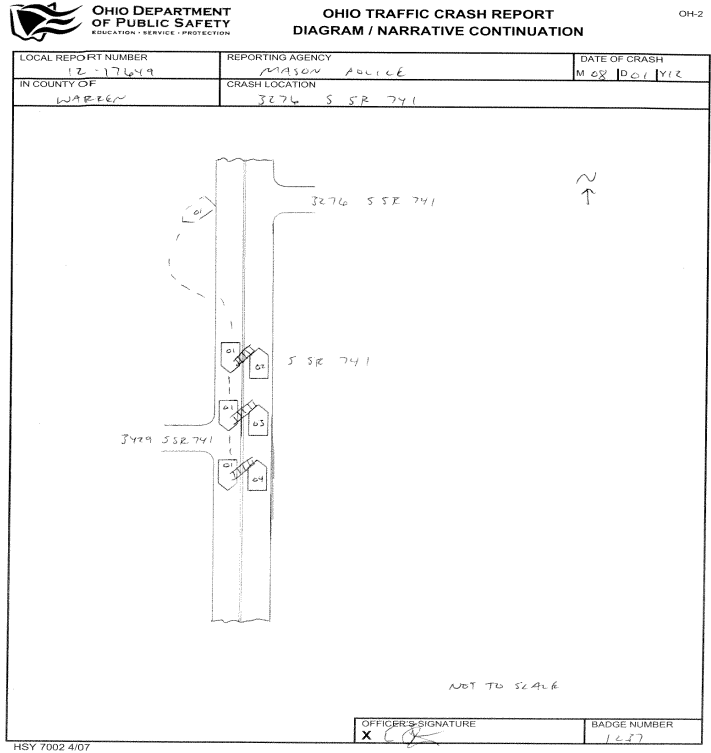 OHIO DEPARTMENT
OF PUBLIC SAFETY
EDUCATION • SERVICE • PROTECTION
OHIO TRAFFIC CRASH REPORT
DIAGRAM / NARRATIVE CONTINUATION
OH-2
LOCAL REPORT NUMBER
12-17649
REPORTING AGENCY
MASON POLICE
DATE OF CRASH
M 08 D 01 Y12
IN COUNTY OF
WARREN
CRASH LOCATION
3276 S SR 741
N
3276 S SR 741
01
01
02
S SR 741
01
03
3429 S SR 741
01
04
NOT TO SCALE
OFFICER'S SIGNATURE
X
BADGE NUMBER
HSY 7002 4/07